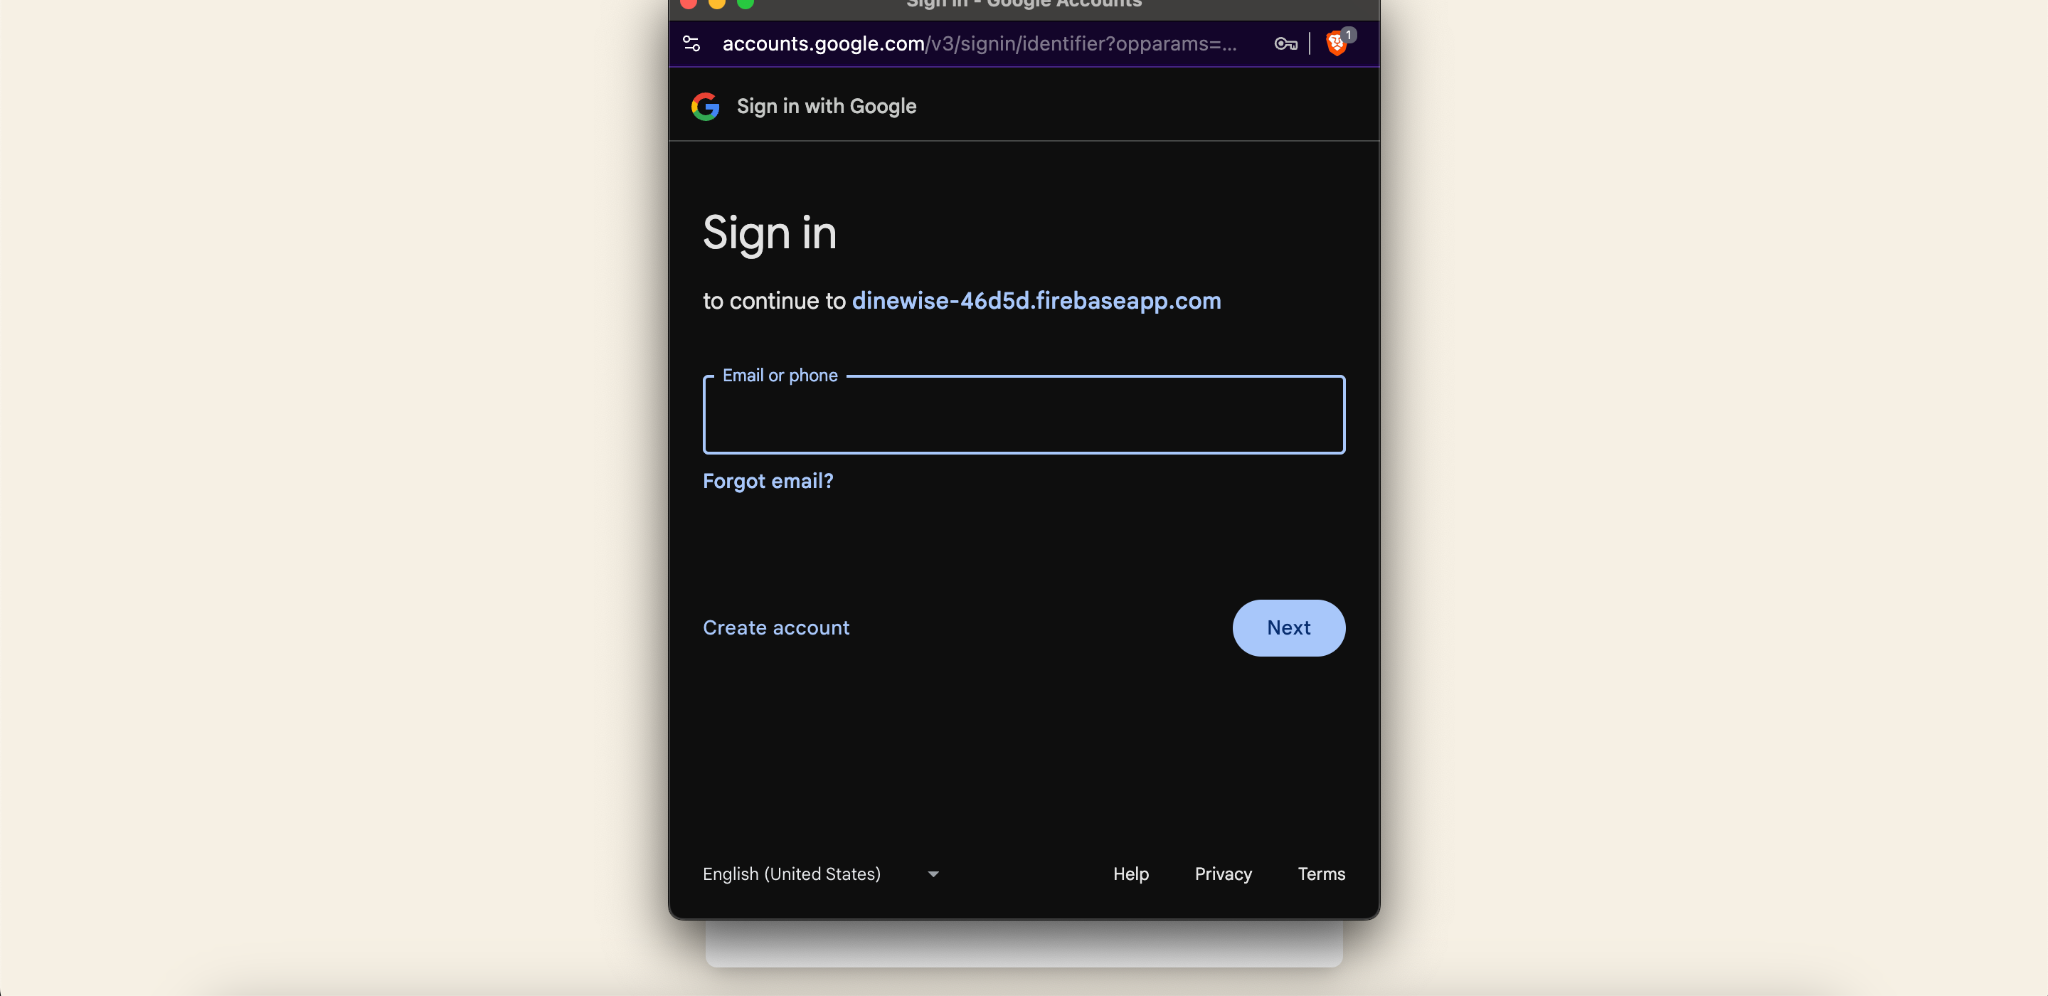 Sign in - Google Accounts
accounts.google.com/v3/signin/identifier?opparams=...
1
Sign in with Google
Sign in
to continue to dinewise-46d5d.firebaseapp.com
Email or phone
Forgot email?
Create account
Next
English (United States)
Help
Privacy
Terms